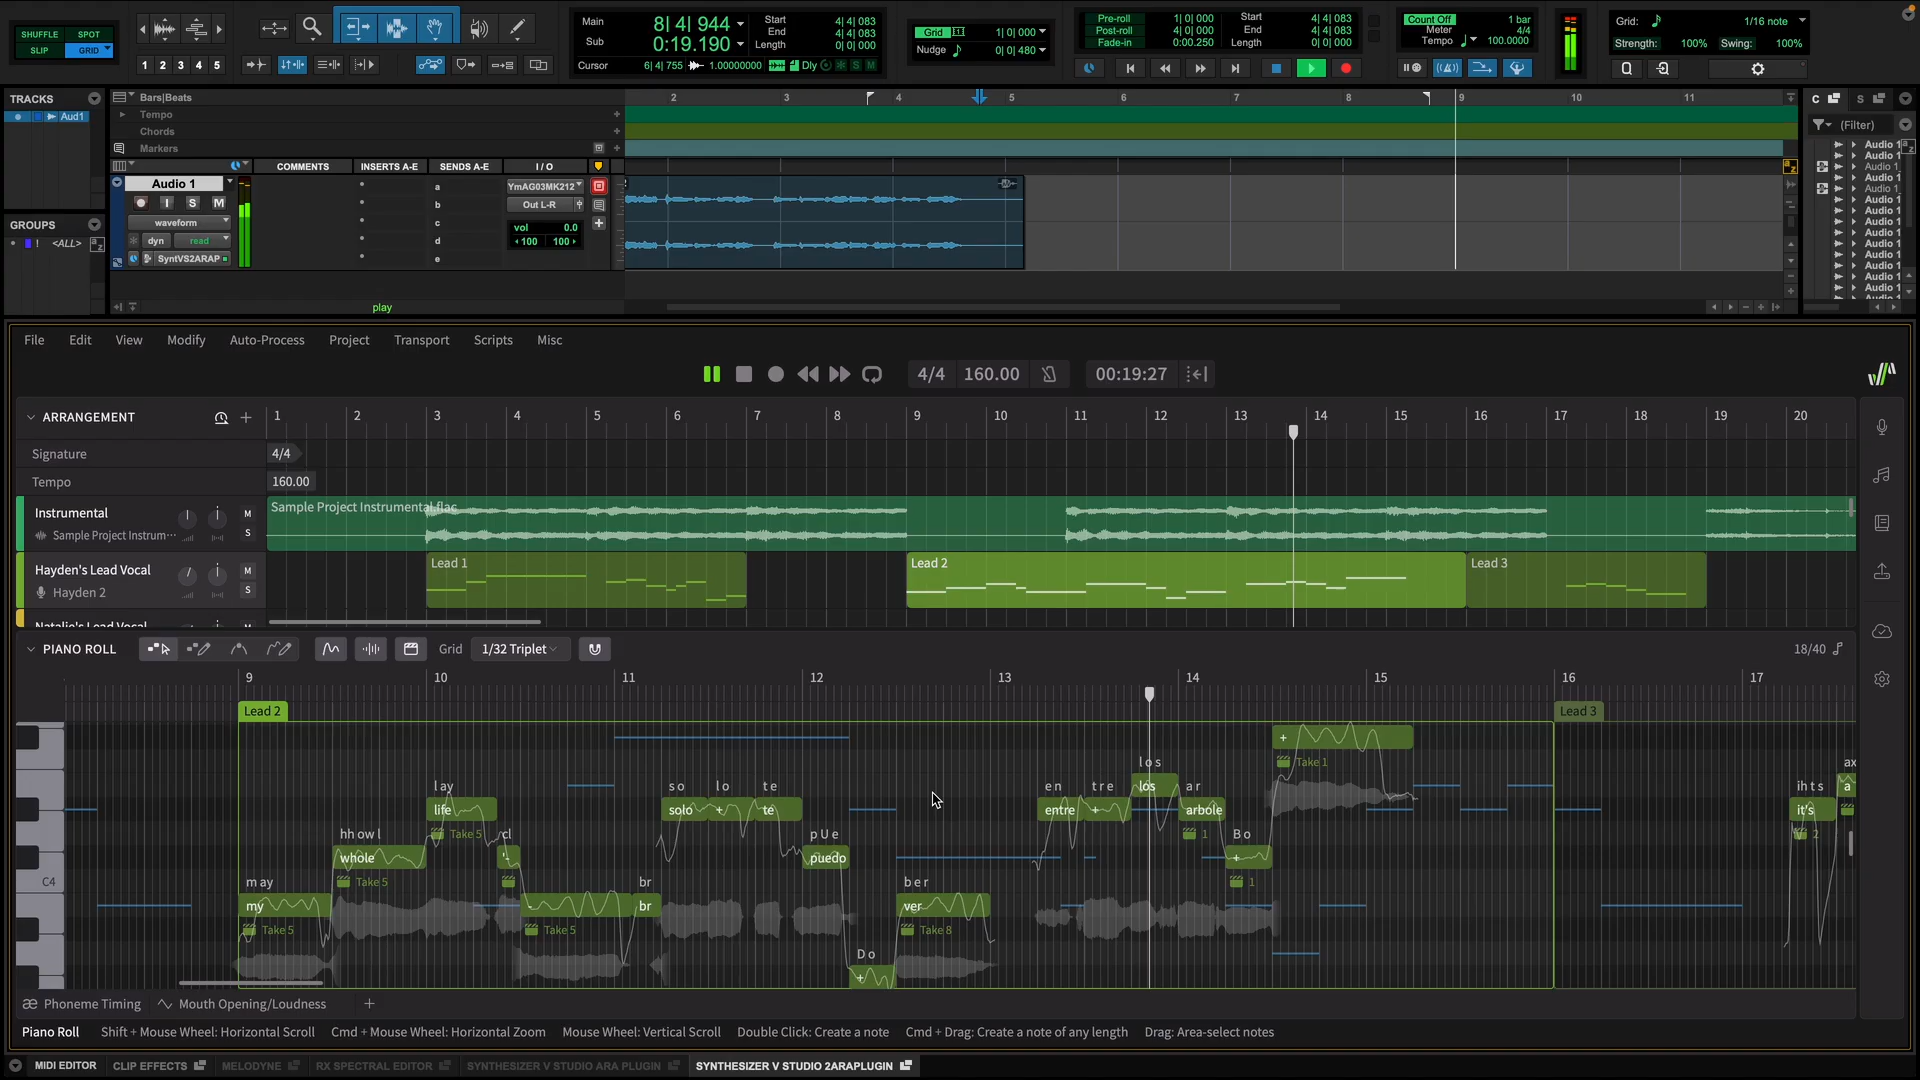 SHUFFLE SPOT
SLIP GRID
1 2 3 4 5
Main 8| 4| 944
Sub 0:19.190
Start 4| 4| 083
End 4| 4| 083
Length 0| 0| 000
Cursor 6| 4| 755 1.00000000 Dly S M
Grid 1| 0| 000
Nudge 0| 0| 480
Pre-roll 1| 0| 000
Post-roll 4| 0| 000
Fade-in 0:00.250
Start 4| 4| 083
End 4| 4| 083
Length 0| 0| 000
Count Off 1 bar
Meter 4/4
Tempo 100.0000
Grid: 1/16 note
Strength: 100% Swing: 100%
TRACKS
Aud1
GROUPS
! <ALL>
Bars|Beats 2 3 4 5 6 7 8 9 10 11
Tempo
Chords
Markers
COMMENTS INSERTS A-E SENDS A-E I / O
Audio 1
I S M
waveform
dyn read
SyntVS2ARAP
a
b
c
d
e
YmAG03MK212
Out L-R
vol 0.0
100 100
play
C S
(Filter)
Audio 1
Audio 1
Audio 1
Audio 1
Audio 1
Audio 1
Audio 1
Audio 1
Audio 1
Audio 1
Audio 1
Audio 1
Audio 1
Audio 1
File Edit View Modify Auto-Process Project Transport Scripts Misc
4/4 160.00 00:19:27
ARRANGEMENT 1 2 3 4 5 6 7 8 9 10 11 12 13 14 15 16 17 18 19 20
Signature 4/4
Tempo 160.00
Instrumental M
Sample Project Instrum··· S
Sample Project Instrumental.flac
Hayden's Lead Vocal M
Hayden 2 S
Lead 1 Lead 2 Lead 3
Natalie's Lead Vocal M
PIANO ROLL Grid 1/32 Triplet 18/40
9 10 11 12 13 14 15 16 17
Lead 2 Lead 3
C4
m ay
my
Take 5
hh ow l
whole
Take 5
l ay
life
Take 5
cl
'-
-
Take 5
br
br
s o l o t e
solo + te
p U e
puedo
D o
+
b e r
ver
Take 8
e n t r e
entre +
l o s
los
a r
arbole
1
B o
+
1
+
Take 1
ih t s
it's
2
ax
a
Phoneme Timing Mouth Opening/Loudness +
Piano Roll Shift + Mouse Wheel: Horizontal Scroll Cmd + Mouse Wheel: Horizontal Zoom Mouse Wheel: Vertical Scroll Double Click: Create a note Cmd + Drag: Create a note of any length Drag: Area-select notes
MIDI EDITOR CLIP EFFECTS MELODYNE RX SPECTRAL EDITOR SYNTHESIZER V STUDIO ARA PLUGIN SYNTHESIZER V STUDIO 2ARAPLUGIN